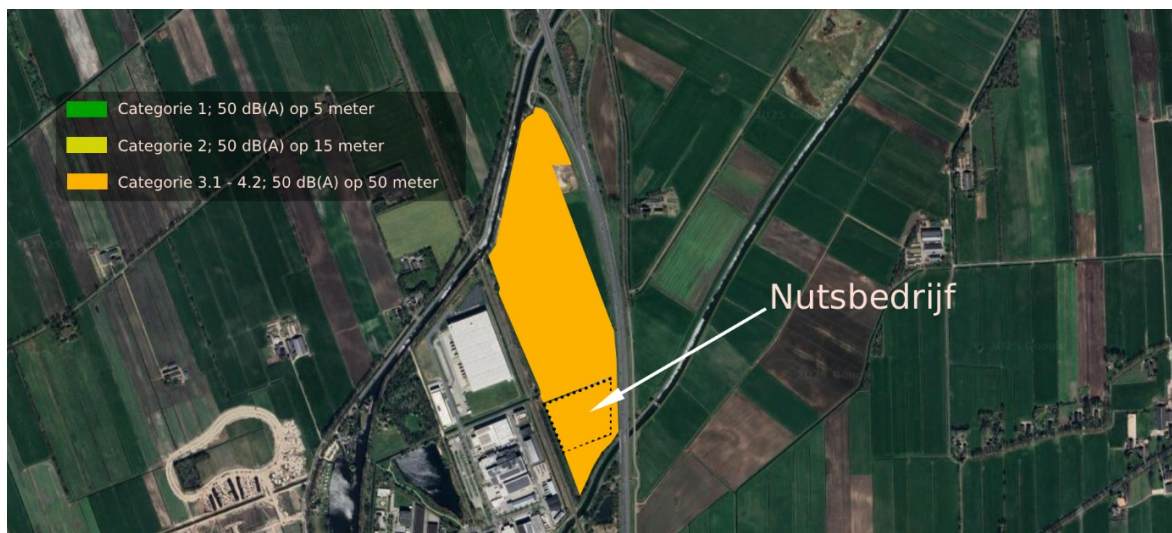 Categorie 1; 50 dB(A) op 5 meter
Categorie 2; 50 dB(A) op 15 meter
Categorie 3.1 - 4.2; 50 dB(A) op 50 meter
Nutsbedrijf